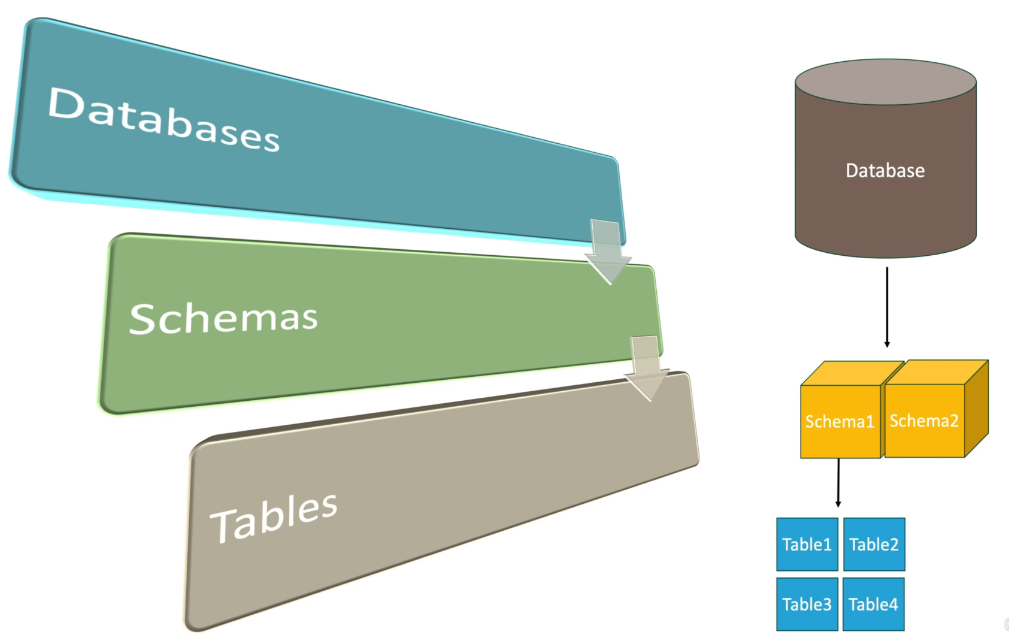 Databases
Schemas
Tables
Database
Schema1
Schema2
Table1
Table2
Table3
Table4